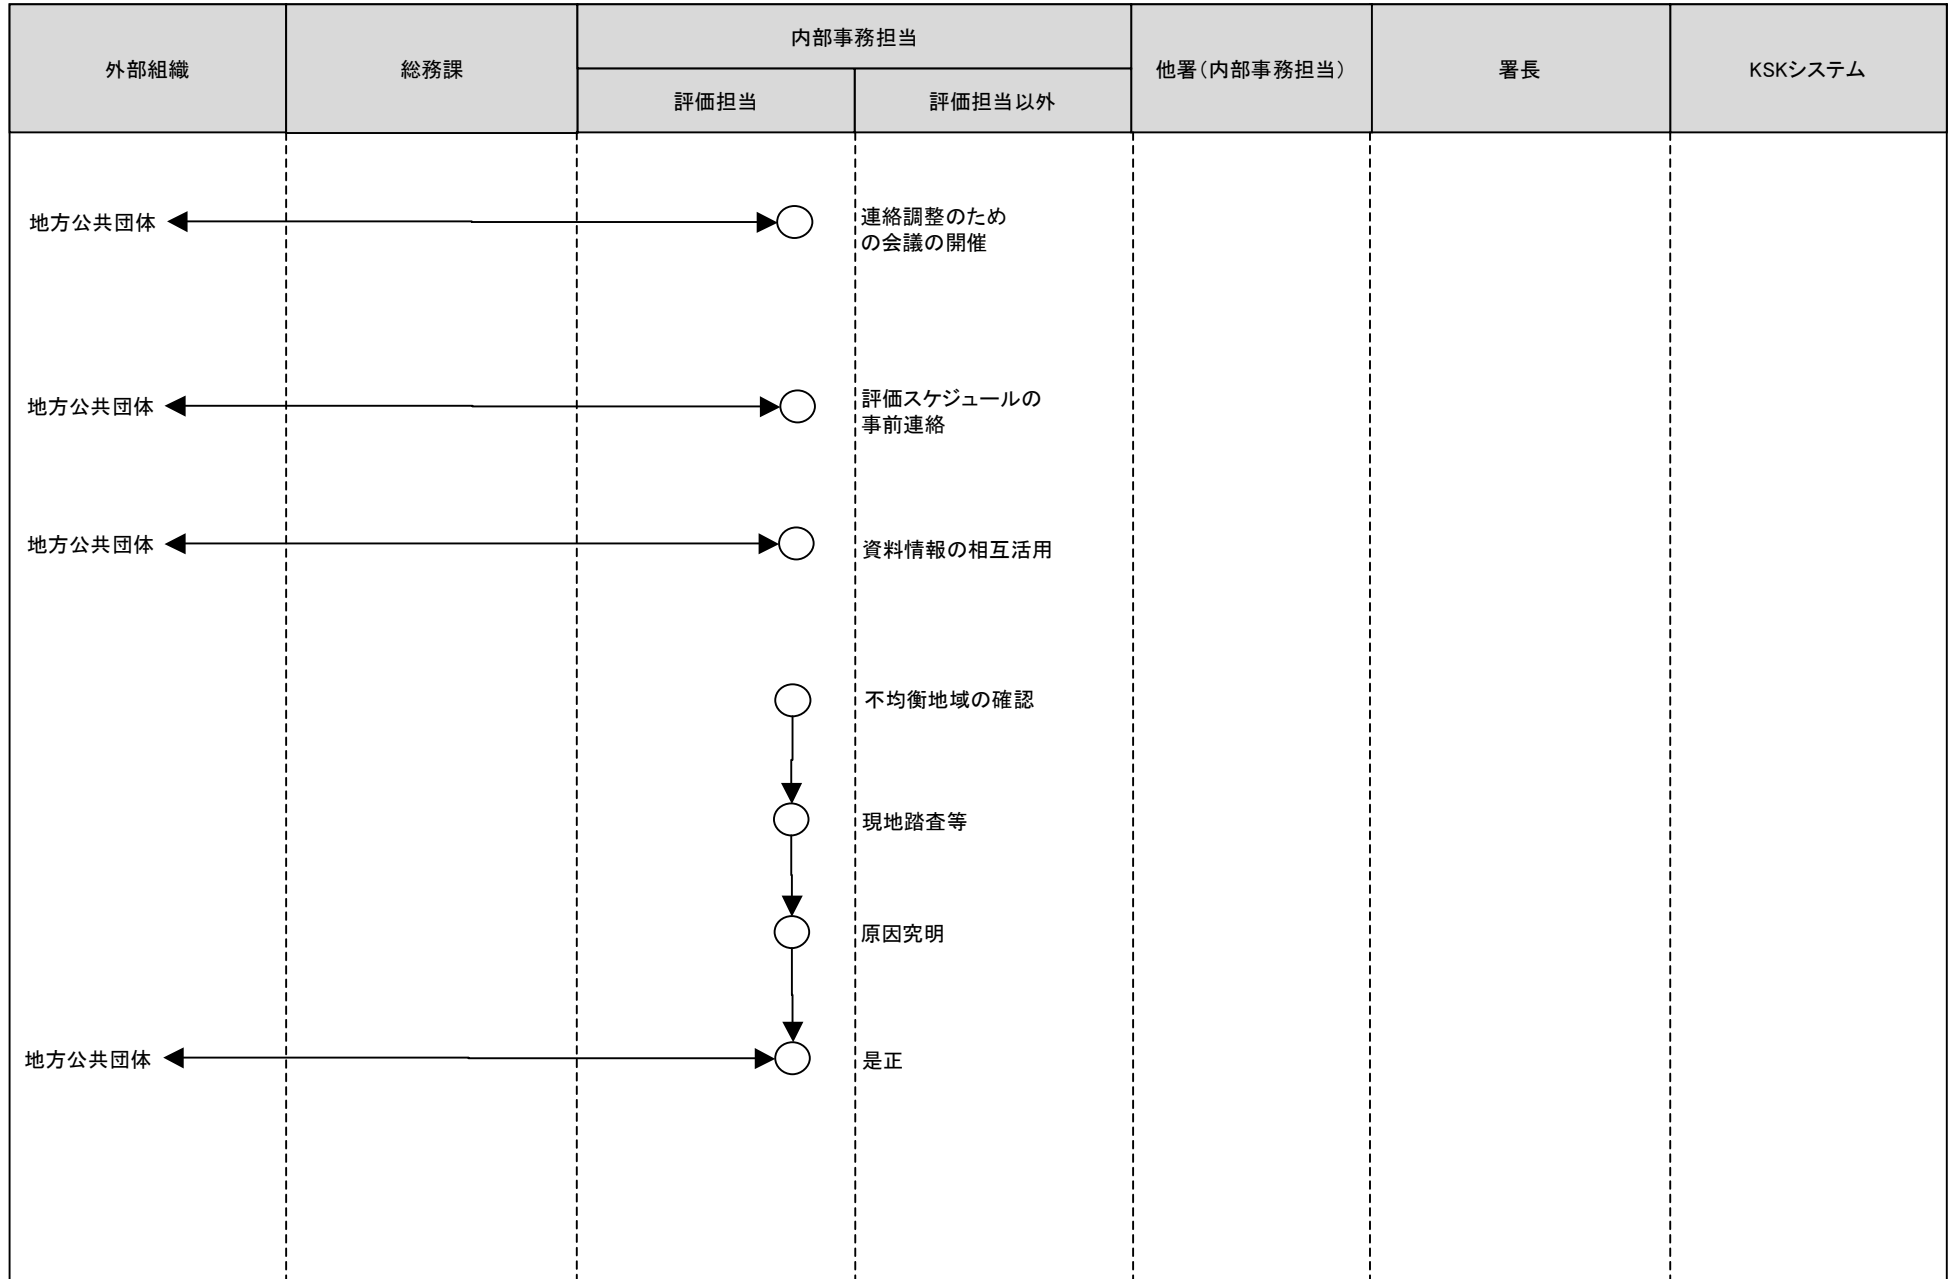 外部組織
総務課
内部事務担当
評価担当
評価担当以外
他署（内部事務担当）
署長
KSKシステム
地方公共団体
連絡調整のため
の会議の開催
地方公共団体
評価スケジュールの
事前連絡
地方公共団体
資料情報の相互活用
不均衡地域の確認
現地踏査等
原因究明
地方公共団体
是正